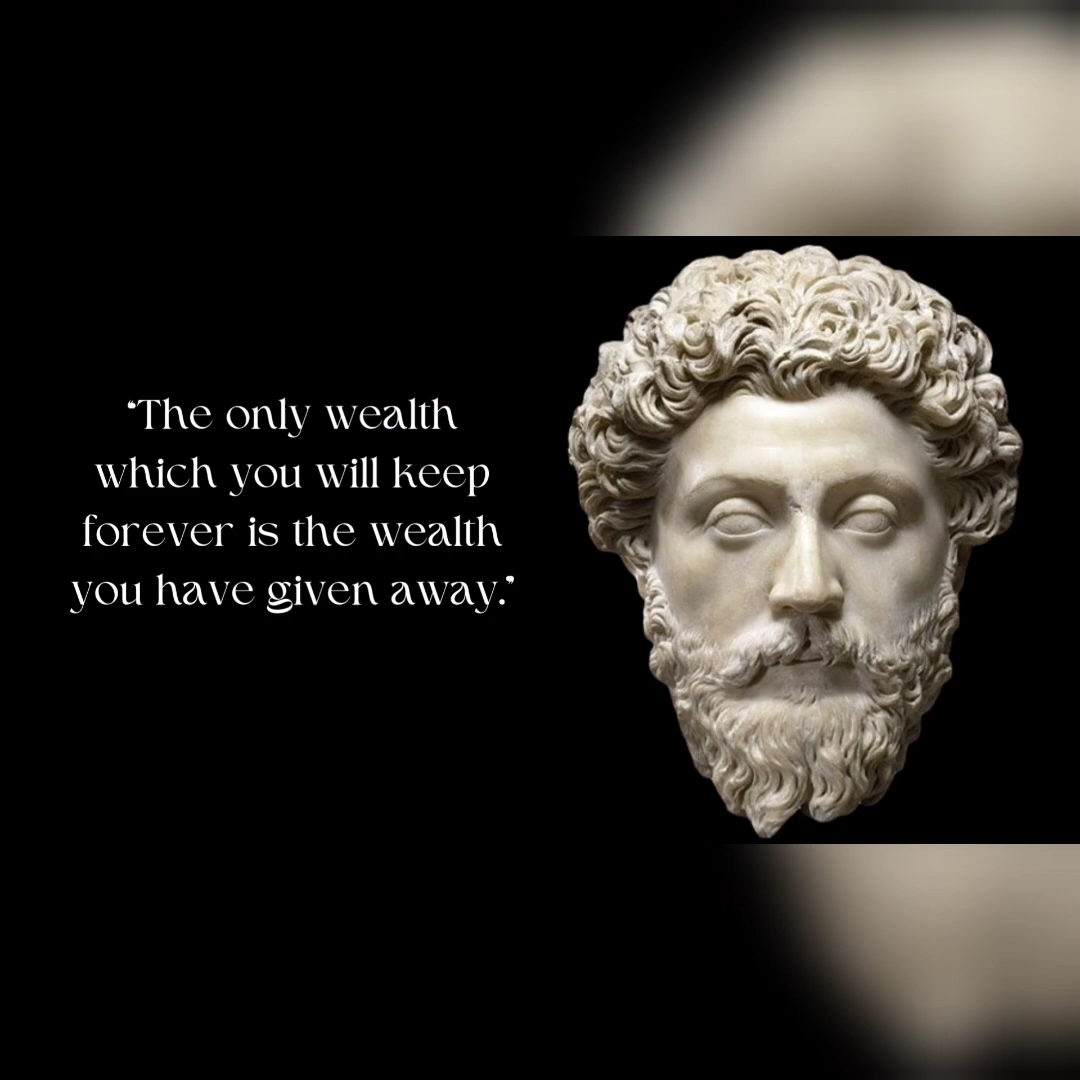 “The only wealth
which you will keep
forever is the wealth
you have given away.”